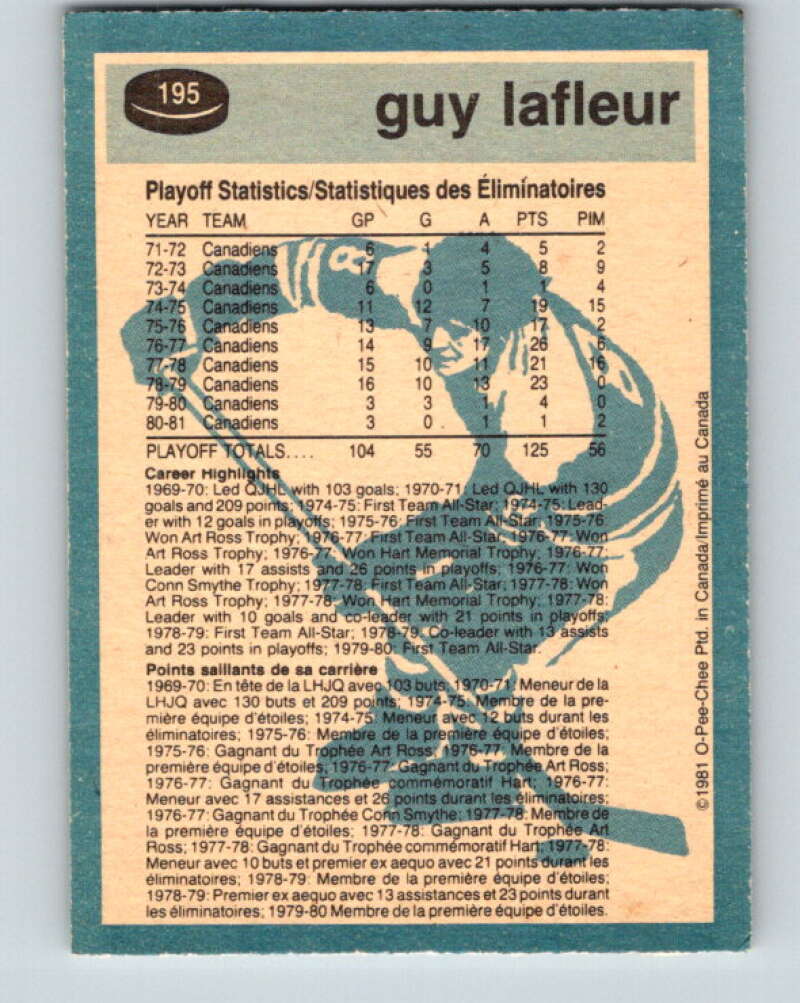 195
guy lafleur
Playoff Statistics/Statistiques des Éliminatoires
YEAR TEAM GP G A PTS PIM
71-72 Canadiens 6 1 4 5 2
72-73 Canadiens 17 3 5 8 9
73-74 Canadiens 6 0 1 1 4
74-75 Canadiens 11 12 7 19 15
75-76 Canadiens 13 7 10 17 2
76-77 Canadiens 14 9 17 26 6
77-78 Canadiens 15 10 11 21 16
78-79 Canadiens 16 10 13 23 0
79-80 Canadiens 3 3 1 4 0
80-81 Canadiens 3 0 1 1 2
PLAYOFF TOTALS.... 104 55 70 125 56
Career Highlights
1969-70: Led QJHL with 103 goals; 1970-71: Led QJHL with 130
goals and 209 points; 1974-75: First Team All-Star; 1974-75: Lead-
er with 12 goals in playoffs; 1975-76: First Team All-Star; 1975-76
Won Art Ross Trophy; 1976-77: First Team All-Star; 1976-77: Won
Art Ross Trophy; 1976-77: Won Hart Memorial Trophy; 1976-77:
Leader with 17 assists and 26 points in playoffs; 1976-77: Won
Conn Smythe Trophy; 1977-78: First Team All-Star; 1977-78: Won
Art Ross Trophy; 1977-78: Won Hart Memorial Trophy; 1977-78:
Leader with 10 goals and co-leader with 21 points in playoffs;
1978-79: First Team All-Star; 1978-79: Co-leader with 13 assists
and 23 points in playoffs; 1979-80: First Team All-Star.
Points saillants de sa carrière
1969-70: En tête de la LHJQ avec 103 buts; 1970-71: Meneur de la
LHJQ avec 130 buts et 209 points; 1974-75: Membre de la pre-
mière équipe d'étoiles; 1974-75: Meneur avec 12 buts durant les
éliminatoires; 1975-76: Membre de la première équipe d'étoiles;
1975-76: Gagnant du Trophée Art Ross; 1976-77: Membre de la
première équipe d'étoiles; 1976-77: Gagnant du Trophée Art Ross;
1976-77: Gagnant du Trophée commémoratif Hart; 1976-77:
Meneur avec 17 assistances et 26 points durant les éliminatoires;
1976-77: Gagnant du Trophée Conn Smythe; 1977-78: Membre de
la première équipe d'étoiles; 1977-78: Gagnant du Trophée Art
Ross; 1977-78: Gagnant du Trophée commémoratif Hart; 1977-78:
Meneur avec 10 buts et premier ex aequo avec 21 points durant les
éliminatoires; 1978-79: Membre de la première équipe d'étoiles;
1978-79: Premier ex aequo avec 13 assistances et 23 points durant
les éliminatoires; 1979-80 Membre de la première équipe d'étoiles.
©1981 O-Pee-Chee Ptd. in Canada/Imprimé au Canada